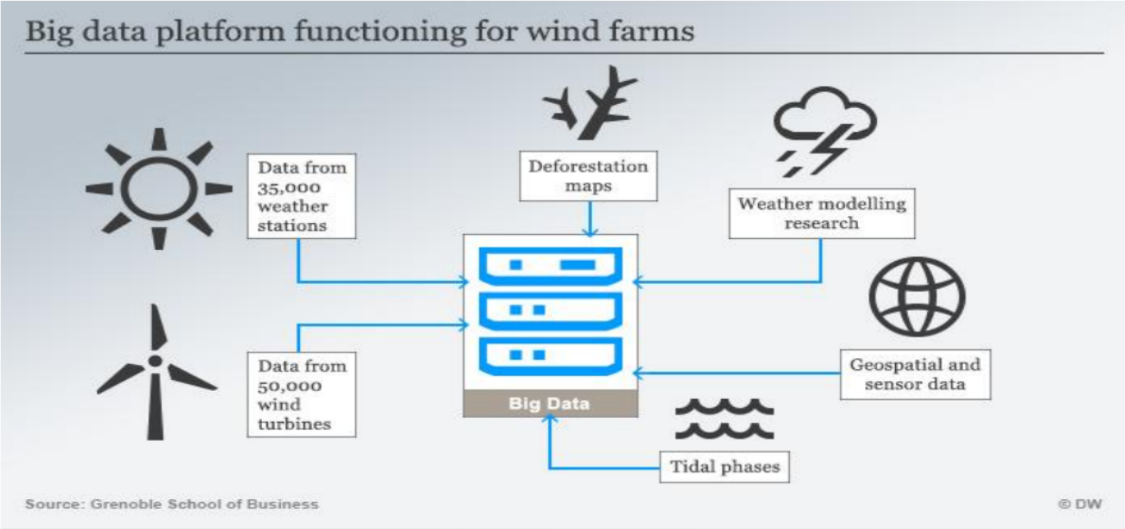 Big data platform functioning for wind farms
Data from
35,000
weather
stations
Deforestation
maps
Weather modelling
research
Data from
50,000
wind
turbines
Geospatial and
sensor data
Big Data
Tidal phases
Source: Grenoble School of Business
© DW